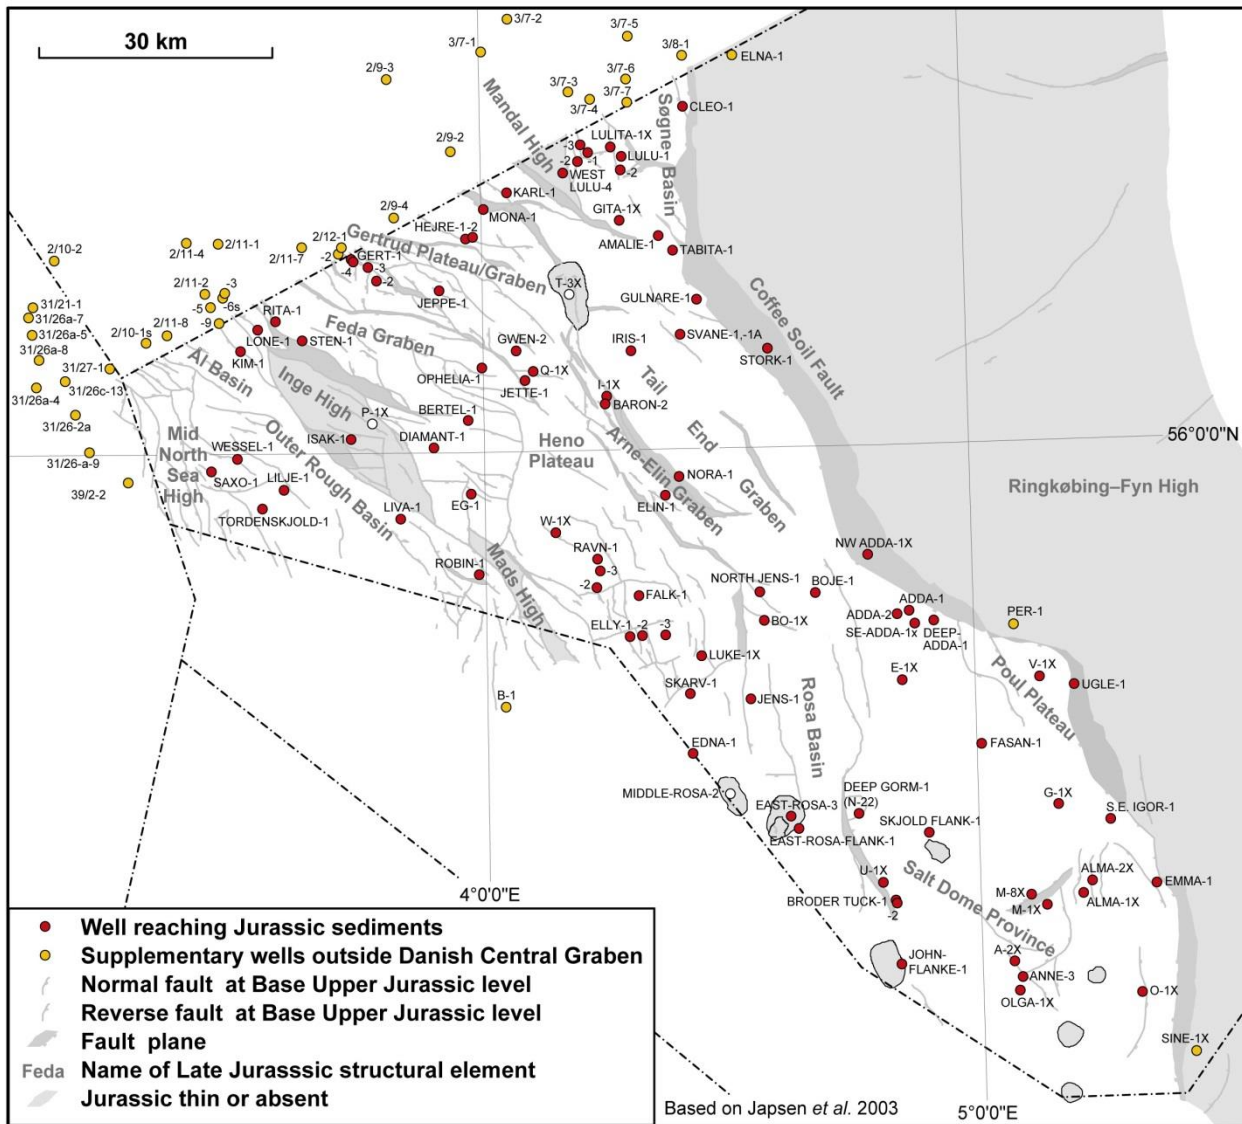 3/7-2
3/7-5
30 km
3/7-1
3/8-1
ELNA-1
2/9-3
3/7-6
3/7-3
3/7-7
3/7-4
CLEO-1
Mandal High
Søgne Basin
2/9-2
LULITA-1X
-3
-1
LULU-1
-2
-2
WEST
LULU-4
KARL-1
MONA-1
GITA-1X
2/9-4
HEJRE-1-2
AMALIE-1
TABITA-1
2/10-2
2/11-4
2/11-1
2/12-1
2/11-7
-2
GERT-1
-4
-3
-2
Gertrud Plateau/Graben
T-3X
JEPPE-1
GULNARE-1
Coffee Soil Fault
31/21-1
31/26a-7
31/26a-5
31/26a-8
2/11-2
-3
-5
-6s
-9
2/10-1s
2/11-8
RITA-1
LONE-1
STEN-1
KIM-1
Feda Graben
GWEN-2
IRIS-1
SVANE-1,-1A
STORK-1
31/27-1
31/26c-13
31/26a-4
Al Basin
Inge High
OPHELIA-1
Q-1X
JETTE-1
I-1X
BARON-2
Tail End Graben
31/26-2a
P-1X
BERTEL-1
31/26-a-9
Mid
North
Sea
High
WESSEL-1
Outer Rough Basin
ISAK-1
DIAMANT-1
Heno
Plateau
Arne-Elin Graben
56°0'0"N
39/2-2
SAXO-1
LILJE-1
NORA-1
Ringkøbing–Fyn High
TORDENSKJOLD-1
LIVA-1
EG-1
ELIN-1
W-1X
NW ADDA-1X
ROBIN-1
Mads High
RAVN-1
-3
-2
NORTH JENS-1
BOJE-1
FALK-1
ADDA-1
ADDA-2
SE-ADDA-1x
DEEP-
ADDA-1
PER-1
ELLY-1
-2
-3
BO-1X
LUKE-1X
E-1X
V-1X
UGLE-1
Poul Plateau
SKARV-1
B-1
JENS-1
Rosa Basin
EDNA-1
FASAN-1
MIDDLE-ROSA-2
DEEP GORM-1
(N-22)
G-1X
EAST-ROSA-3
SKJOLD FLANK-1
S.E. IGOR-1
EAST-ROSA-FLANK-1
U-1X
Salt Dome Province
ALMA-2X
M-8X
EMMA-1
4°0'0"E
BRODER TUCK-1
-2
M-1X
ALMA-1X
JOHN-
FLANKE-1
A-2X
ANNE-3
OLGA-1X
O-1X
SINE-1X
Well reaching Jurassic sediments
Supplementary wells outside Danish Central Graben
Normal fault at Base Upper Jurassic level
Reverse fault at Base Upper Jurassic level
Fault plane
Feda Name of Late Jurasssic structural element
Jurassic thin or absent
Based on Japsen et al. 2003
5°0'0"E